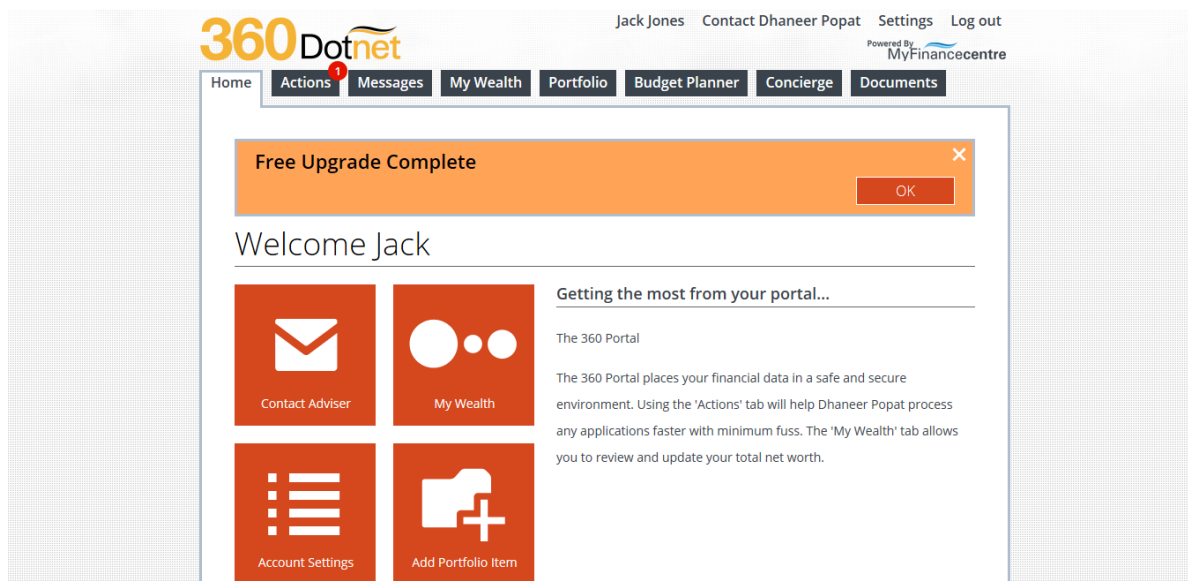 360 Dotnet
Jack Jones Contact Dhaneer Popat Settings Log out
Powered By
MyFinancecentre
Home Actions 1 Messages My Wealth Portfolio Budget Planner Concierge Documents
Free Upgrade Complete
OK
Welcome Jack
Contact Adviser
My Wealth
Account Settings
Add Portfolio Item
Getting the most from your portal...
The 360 Portal
The 360 Portal places your financial data in a safe and secure
environment. Using the 'Actions' tab will help Dhaneer Popat process
any applications faster with minimum fuss. The 'My Wealth' tab allows
you to review and update your total net worth.